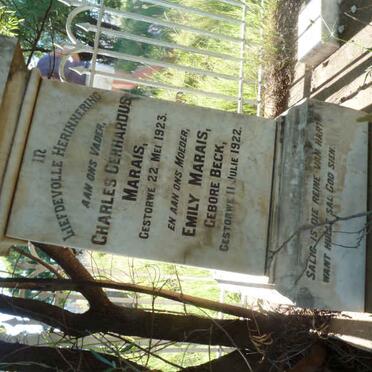 IN
LIEFDEVOLLE HERINNERING
AAN ONS VADER,
CHARLES GERHARDUS
MARAIS,
GESTORWE 22 MEI 1923.
EN AAN ONS MOEDER,
EMILY MARAIS,
GEBORE BECK,
GESTORWE 11 JULIE 1922.
SALIG IS DIE REINE VAN HART
WANT HULLE SAL GOD SIEN.